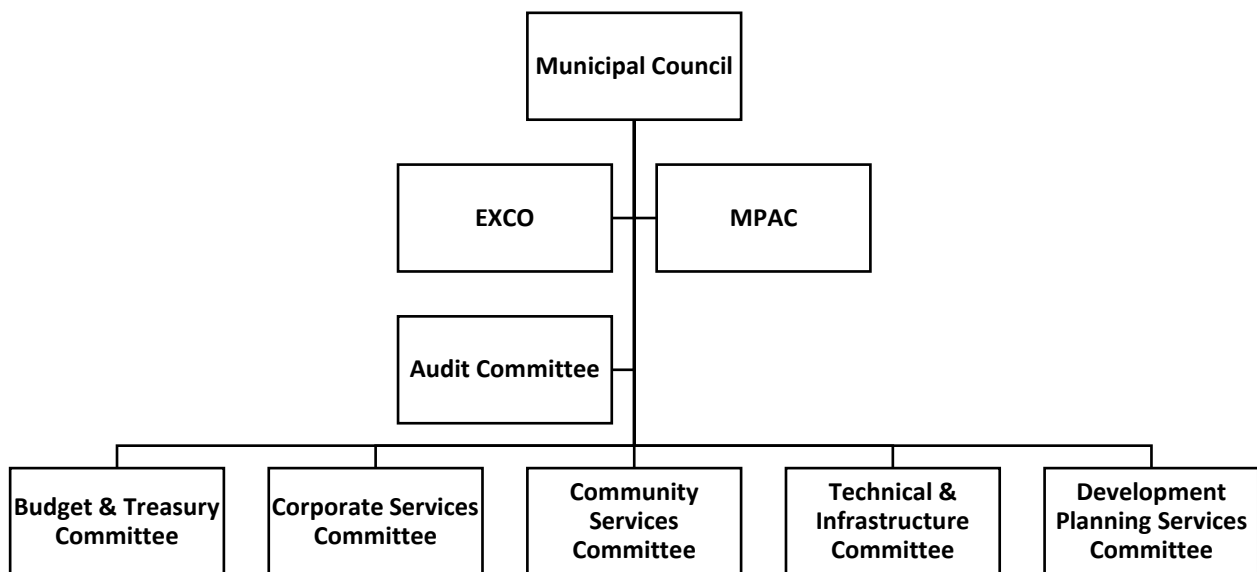 Municipal Council
EXCO
MPAC
Audit Committee
Budget & Treasury
Committee
Corporate Services
Committee
Community
Services
Committee
Technical &
Infrastructure
Committee
Development
Planning Services
Committee